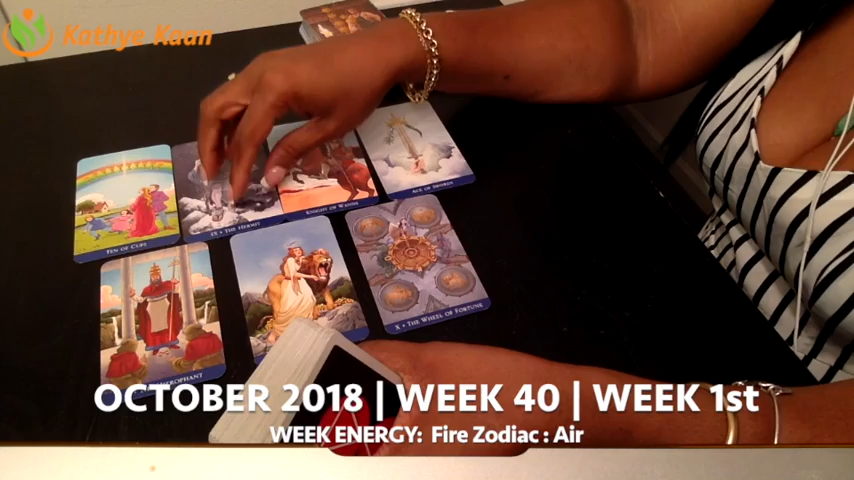 Kathye Kaan
TEN OF CUPS
IX • THE HERMIT
KNIGHT OF WANDS
ACE OF SWORDS
X • THE WHEEL OF FORTUNE
OCTOBER 2018 | WEEK 40 | WEEK 1st
WEEK ENERGY: Fire Zodiac : Air